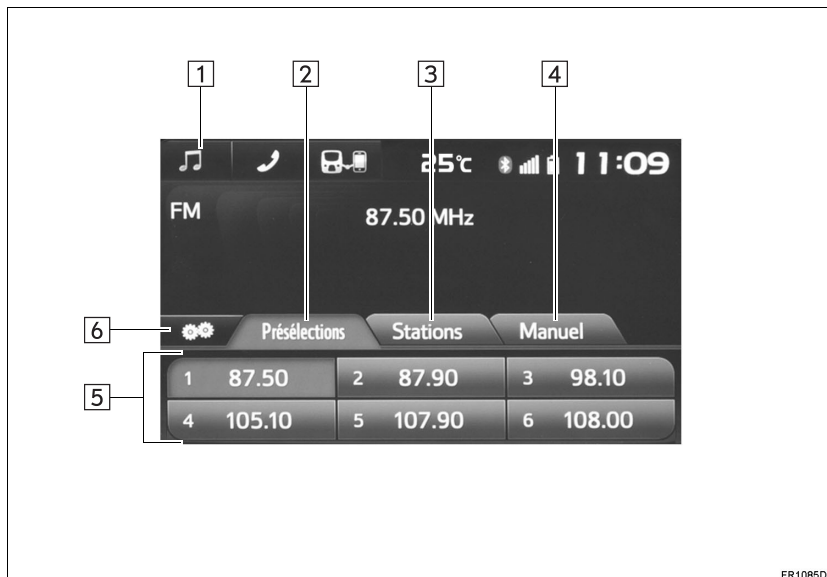 1 2 3 4
25℃ 11:09
FM
87.50 MHz
6
Présélections Stations Manuel
5
1 87.50 2 87.90 3 98.10
4 105.10 5 107.90 6 108.00
FR1085D